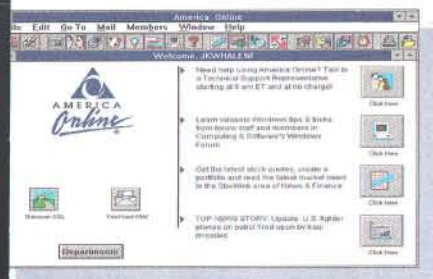 America Online
File Edit Go To Mail Members Window Help
Welcome, JKWHALEN!
AMERICA
Online
Need help using America Online? Talk to
a Technical Support Representative
starting at 9 am ET and at no charge!
Click Here
Learn valuable Windows tips & tricks
from forum staff and members in
Computing & Software's Windows
Forum
Click Here
Get the latest stock quotes, create a
portfolio and read the latest market news
in the StockLink area of News & Finance
Click Here
TOP NEWS STORY: Update: U.S. fighter
planes on patrol fired upon by Iraqi
missiles
Click Here
Discover AOL
You Have Mail
Departments